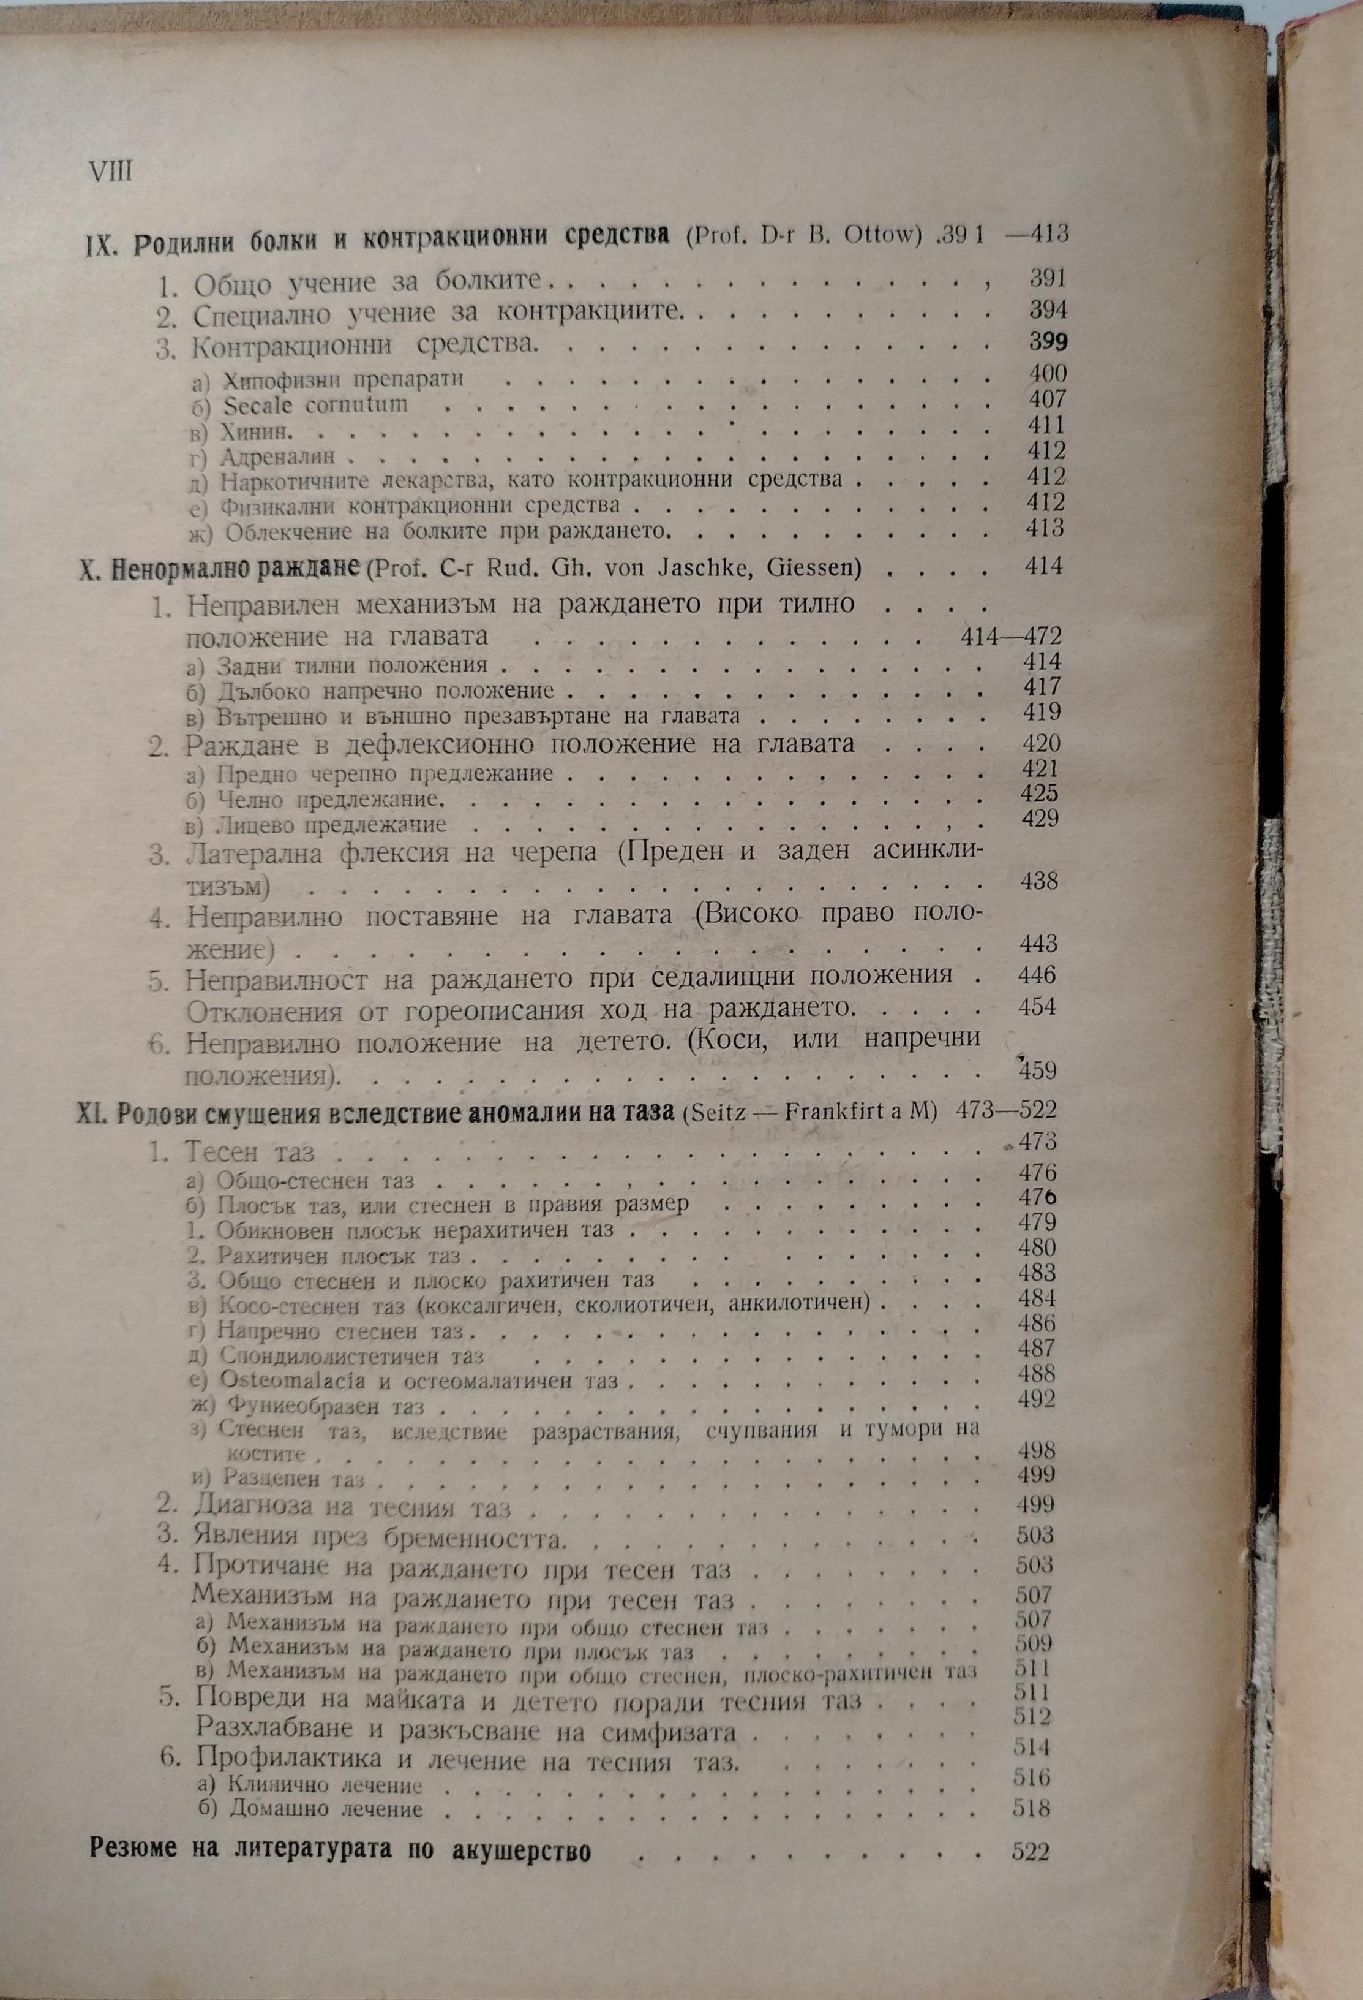 VIII
IX. Родилни болки и контракционни средства (Prof. D-r B. Ottow) .39 1 —413
1. Общо учение за болките. . . . . . . . . . . . . . . , 391
2. Специално учение за контракциите. . . . . . . . . . . 394
3. Контракционни средства. . . . . . . . . . . . . . . 399
а) Хипофизни препарати . . . . . . . . . . . . . . . . 400
б) Secale cornutum . . . . . . . . . . . . . . . . . . 407
в) Хинин. . . . . . . . . . . . . . . . . . . . . . . 411
г) Адреналин . . . . . . . . . . . . . . . . . . . . . 412
д) Наркотичните лекарства, като контракционни средства . . . . . 412
е) Физикални контракционни средства . . . . . . . . . . . . 412
ж) Облекчение на болките при раждането. . . . . . . . . . . 413
X. Ненормално раждане (Prof. C-r Rud. Gh. von Jaschke, Giessen) . . . . 414
1. Неправилен механизъм на раждането при тилно . . . .
положение на главата . . . . . . . . . . . . . 414—472
а) Задни тилни положения . . . . . . . . . . . . . . . . 414
б) Дълбоко напречно положение . . . . . . . . . . . . . . 417
в) Вътрешно и външно презавъртане на главата . . . . . . . . 419
2. Раждане в дефлексионно положение на главата . . . . 420
а) Предно черепно предлежание . . . . . . . . . . . . . . 421
б) Челно предлежание. . . . . . . . . . . . . . . . . . 425
в) Лицево предлежание . . . . . . . . . . . . . . . , . 429
3. Латерална флексия на черепа (Преден и заден асинкли-
тизъм) . . . . . . . . . . . . . . . . . . . . . . 438
4. Неправилно поставяне на главата (Високо право поло-
жение) . . . . . . . . . . . . . . . . . . . . . . 443
5. Неправилност на раждането при седалищни положения . 446
Отклонения от гореописания ход на раждането. . . . . 454
6. Неправилно положение на детето. (Коси, или напречни
положения). . . . . . . . . . . . . . . . . . . . . 459
XI. Родови смущения вследствие аномалии на таза (Seitz — Frankfirt a M) 473—522
1. Тесен таз . . . . . . . . . . . . . . . . . . . . . 473
а) Общо-стеснен таз . . . . . . , . . . . . . . . . . . 476
б) Плосък таз, или стеснен в правия размер . . . . . . . . . 476
1. Обикновен плосък нерахитичен таз . . . . . . . . . . . . 479
2. Рахитичен плосък таз . . . . . . . . . . . . . . . . . 480
3. Общо стеснен и плоско рахитичен таз . . . . . . . . . . 483
в) Косо-стеснен таз (коксалгичен, сколиотичен, анкилотичен) . . . . 484
г) Напречно стеснен таз. . . . . . . . . . . . . . . . . 486
д) Спондилолистетичен таз . . . . . . . . . . . . . . . 487
е) Osteomalacia и остеомалатичен таз . . . . . . . . . . . . 488
ж) Фуниеобразен таз . . . . . . . . . . . . . . . . . . 492
з) Стеснен таз, вследствие разраствания, счупвания и тумори на
костите . . . . . . . . . . . . . . . . . . . . . . 498
и) Разцепен таз . . . . . . . . . . . . . . . . . . . . 499
2. Диагноза на тесния таз . . . . . . . . . . . . . . . 499
3. Явления през бременността. . . . . . . . . . . . . . 503
4. Протичане на раждането при тесен таз . . . . . . . . 503
Механизъм на раждането при тесен таз . . . . . . . . 507
а) Механизъм на раждането при общо стеснен таз . . . . . . . 507
б) Механизъм на раждането при плосък таз . . . . . . . . . 509
в) Механизъм на раждането при общо стеснен, плоско-рахитичен таз 511
5. Повреди на майката и детето поради тесния таз . . . . 511
Разхлабване и разкъсване на симфизата . . . . . . . . 512
6. Профилактика и лечение на тесния таз. . . . . . . . 514
а) Клинично лечение . . . . . . . . . . . . . . . . . . 516
б) Домашно лечение . . . . . . . . . . . . . . . . . . 518
Резюме на литературата по акушерство . . . . . . . . . . 522